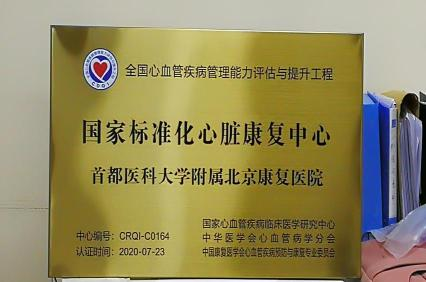 全国心血管疾病管理能力评估与提升工程
国家标准化心脏康复中心
首都医科大学附属北京康复医院
中心编号：CRQI-C0164
认证时间：2020-07-23
国家心血管疾病临床医学研究中心
中华医学会心血管病学分会
中国康复医学会心血管疾病预防与康复专业委员会